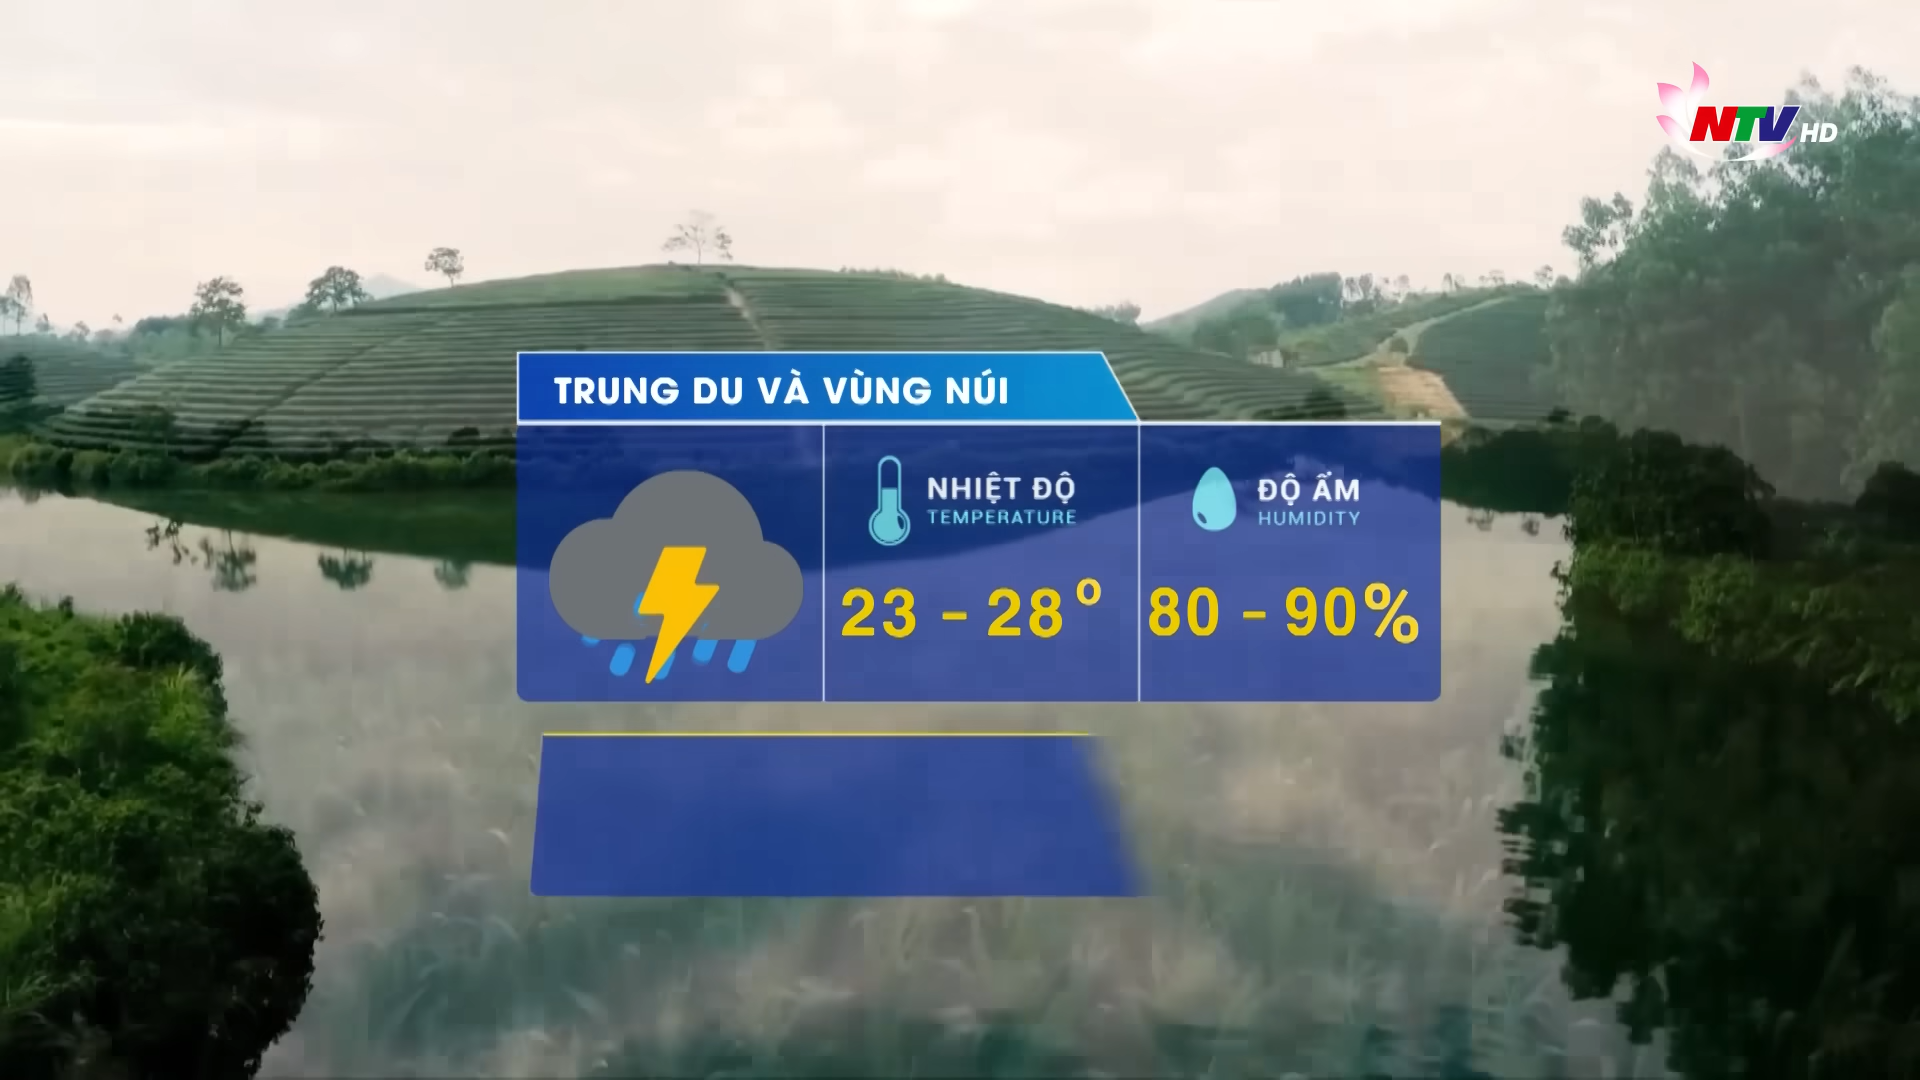 NTV HD
TRUNG DU VÀ VÙNG NÚI
NHIỆT ĐỘ
TEMPERATURE
23 - 28°
ĐỘ ẨM
HUMIDITY
80 - 90%